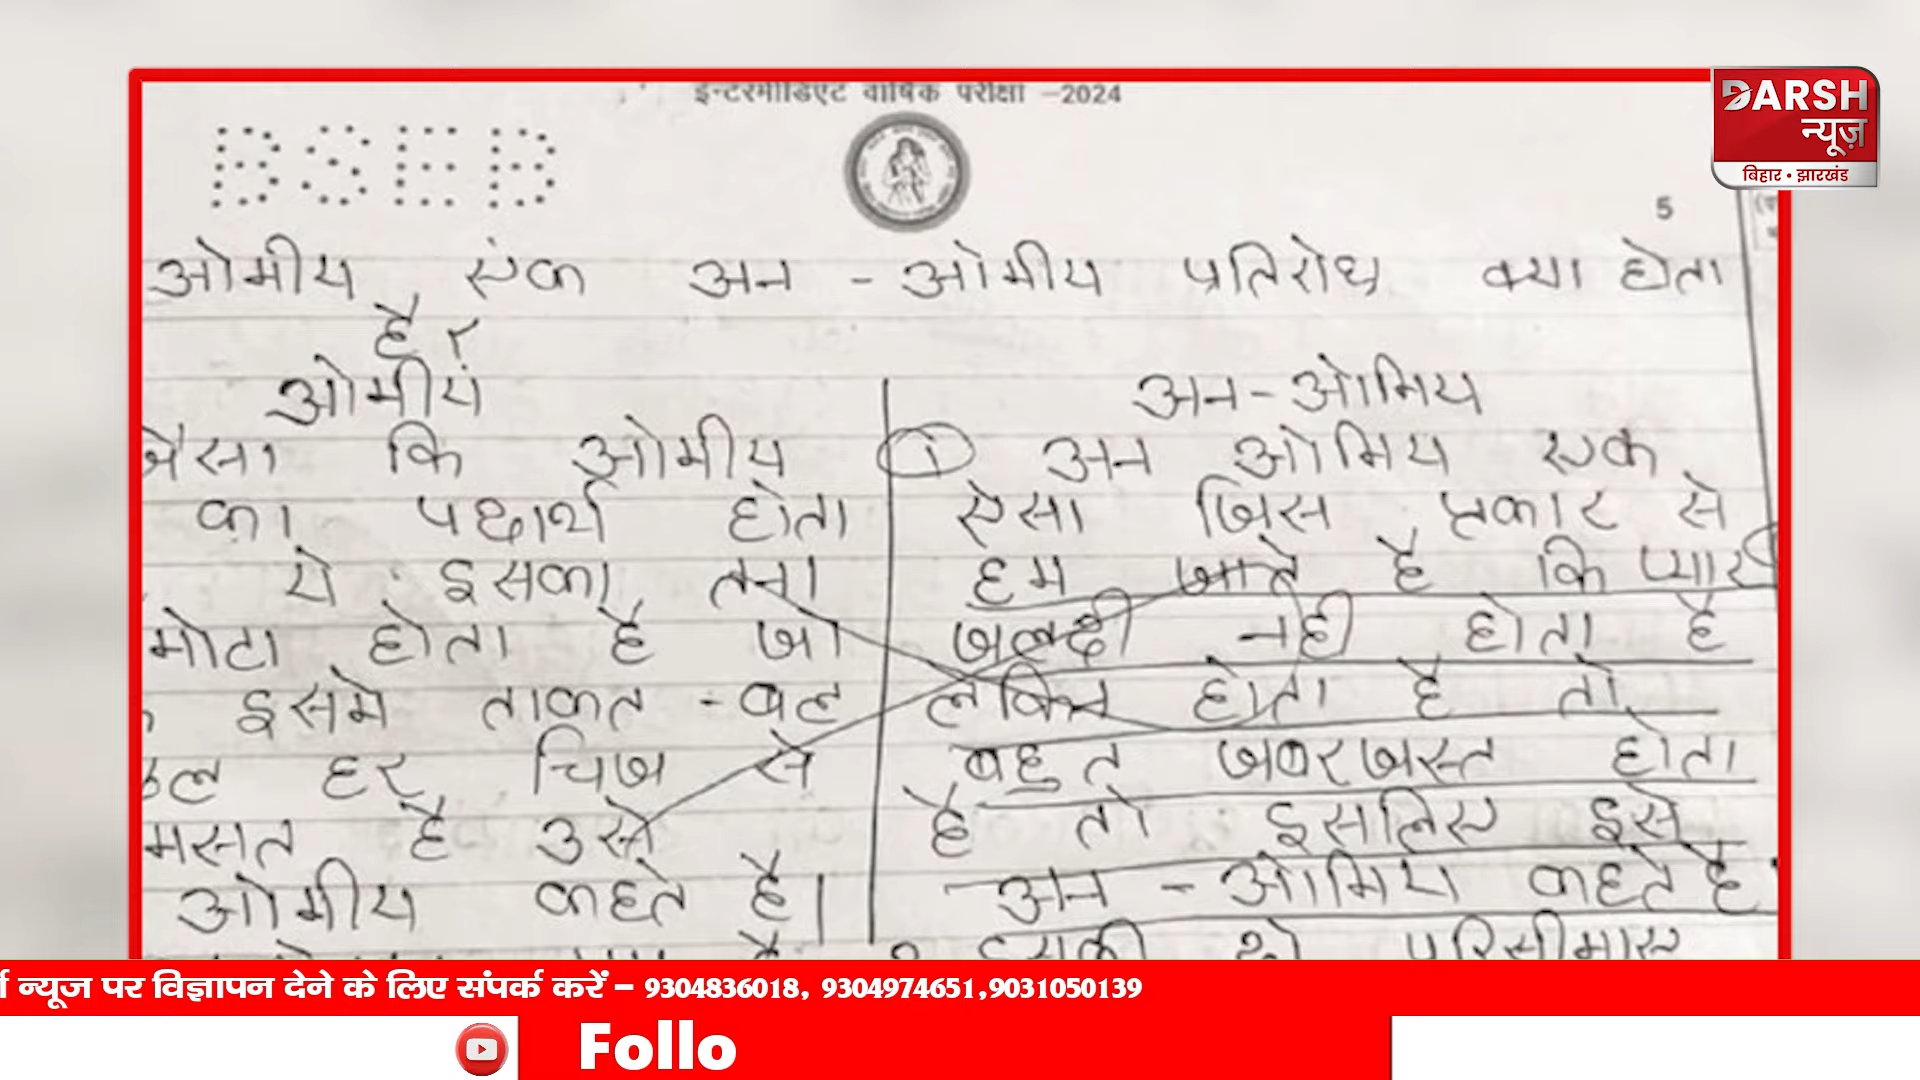 इन्टरमीडिएट वार्षिक परीक्षा -2024
BSEB
DARSH
न्यूज़
बिहार • झारखंड
5
ओमीय एंक अन - ओमीय प्रतिरोध क्या होता
है
ओमीयं
जैसा कि ओमीय
का पदार्थ होता
ये इसका तना
मोटा होता है जो
इसमे ताकत - बल
हर चिज से
मसत है उसे
ओमीय कहते है।
अन-ओमिय
1 अन ओमिय एक
ऐसा जिस प्रकार से
हम जाते है कि प्यार
जल्दी नही होता है
लेकिन होता है तो
बहुत जबरजस्त होता
है तो इसलिए इसे
अन - ओमिय कहते है
न्यूज पर विज्ञापन देने के लिए संपर्क करें – 9304836018, 9304974651,9031050139
Follo